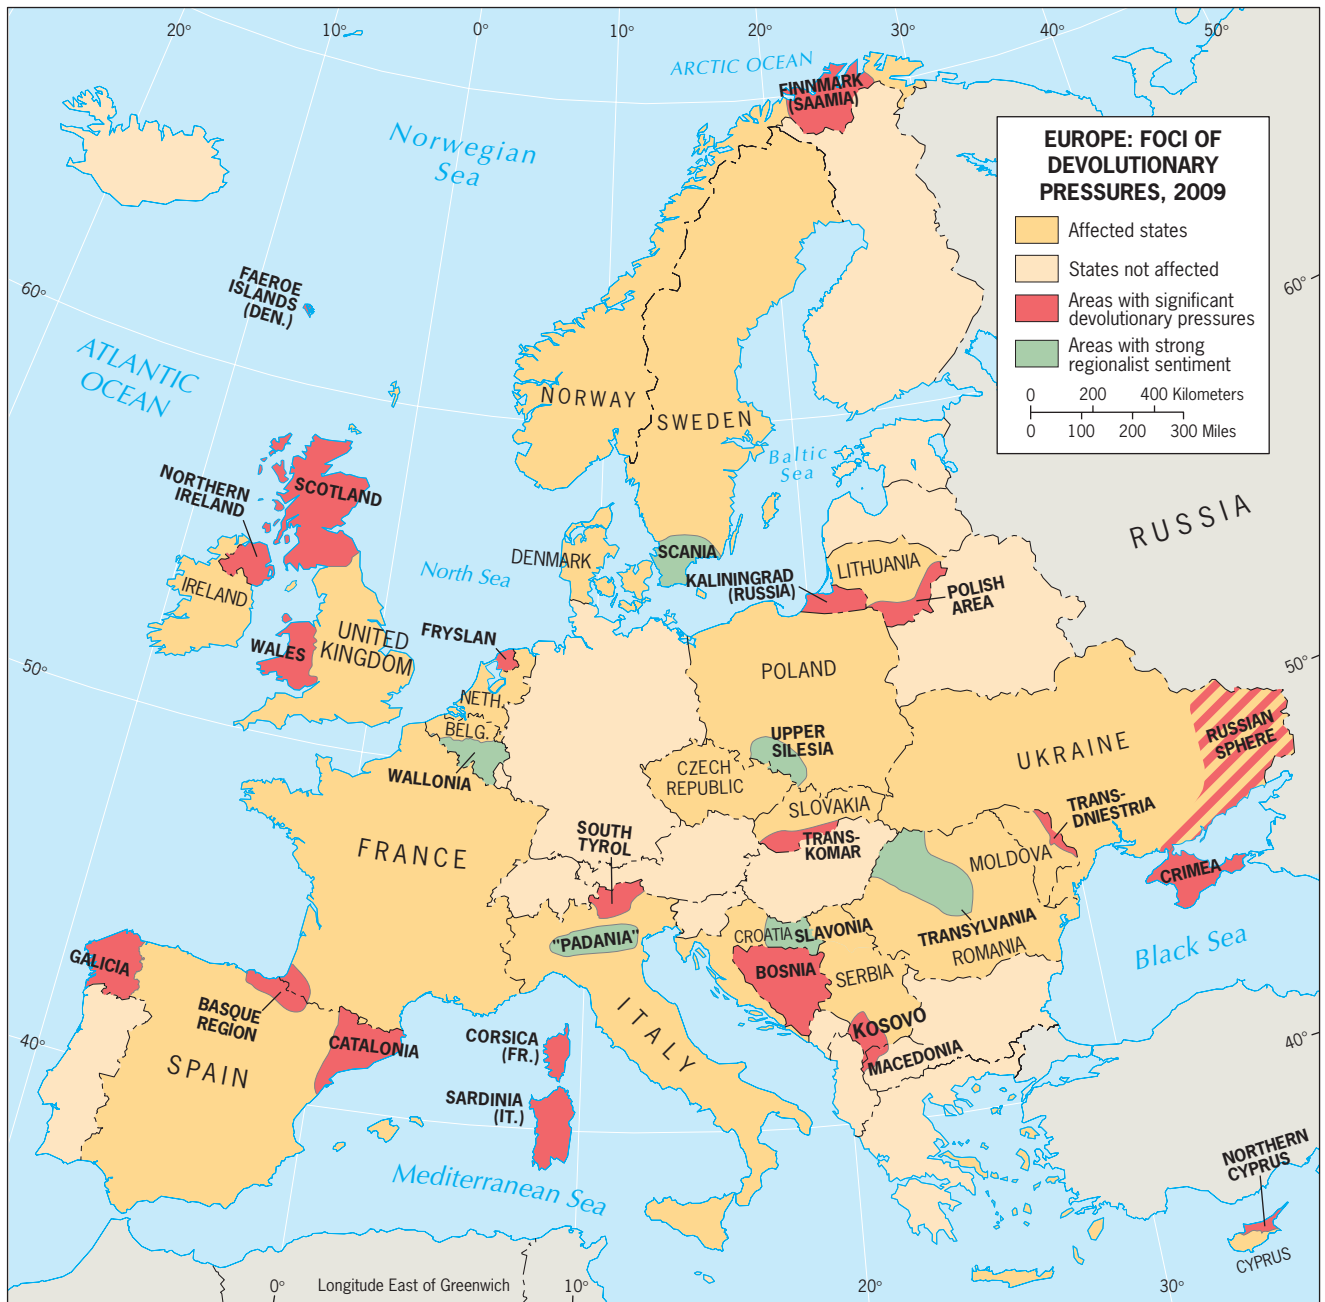 20°
10°
0°
10°
20°
30°
40°
50°
ARCTIC OCEAN
FINNMARK
(SAAMIA)
Norwegian
Sea
EUROPE: FOCI OF
DEVOLUTIONARY
PRESSURES, 2009
Affected states
States not affected
Areas with significant
devolutionary pressures
Areas with strong
regionalist sentiment
0 200 400 Kilometers
0 100 200 300 Miles
60°
60°
FAEROE
ISLANDS
(DEN.)
ATLANTIC
OCEAN
NORWAY
SWEDEN
Baltic
Sea
NORTHERN
IRELAND
SCOTLAND
RUSSIA
DENMARK
SCANIA
North Sea
KALININGRAD
(RUSSIA)
LITHUANIA
POLISH
AREA
IRELAND
WALES
UNITED
KINGDOM
FRYSLAN
50°
50°
POLAND
NETH.
BELG.
WALLONIA
UPPER
SILESIA
CZECH
REPUBLIC
SLOVAKIA
UKRAINE
RUSSIAN
SPHERE
TRANS-
DNIESTRIA
SOUTH
TYROL
TRANS-
KOMAR
FRANCE
MOLDOVA
CRIMEA
TRANSYLVANIA
ROMANIA
Black Sea
"PADANIA"
CROATIA
SLAVONIA
BOSNIA
SERBIA
GALICIA
BASQUE
REGION
CATALONIA
SPAIN
CORSICA
(FR.)
SARDINIA
(IT.)
ITALY
KOSOVO
MACEDONIA
40°
40°
Mediterranean Sea
NORTHERN
CYPRUS
CYPRUS
0°
Longitude East of Greenwich
10°
20°
30°